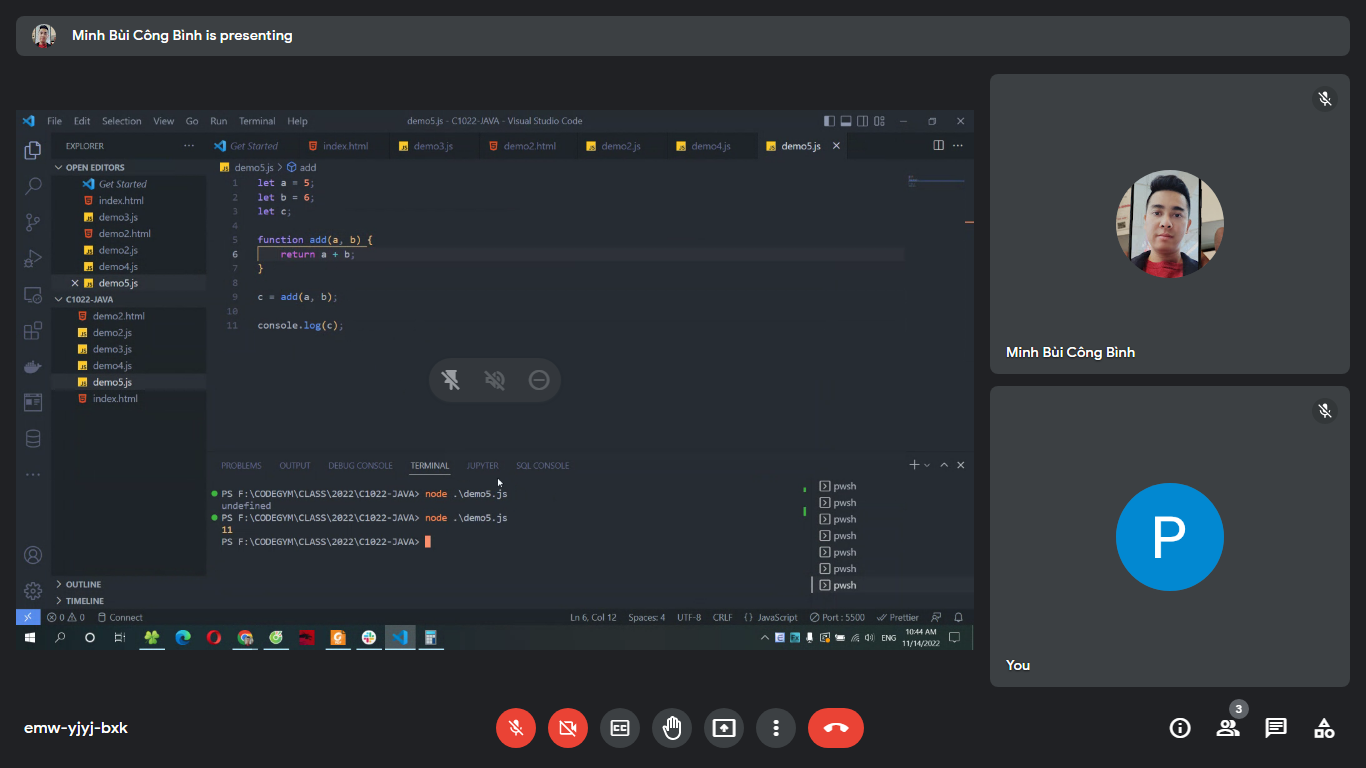 Minh Bùi Công Bình is presenting
File Edit Selection View Go Run Terminal Help
demo5.js - C1022-JAVA - Visual Studio Code
EXPLORER
OPEN EDITORS
Get Started
index.html
demo3.js
demo2.html
demo2.js
demo4.js
demo5.js
C1022-JAVA
demo2.html
demo2.js
demo3.js
demo4.js
demo5.js
index.html
OUTLINE
TIMELINE
Get Started index.html demo3.js demo2.html demo2.js demo4.js demo5.js
demo5.js > add
1 let a = 5;
2 let b = 6;
3 let c;
4
5 function add(a, b) {
6 return a + b;
7 }
8
9 c = add(a, b);
10
11 console.log(c);
PROBLEMS OUTPUT DEBUG CONSOLE TERMINAL JUPYTER SQL CONSOLE
PS F:\CODEGYM\CLASS\2022\C1022-JAVA> node .\demo5.js
undefined
PS F:\CODEGYM\CLASS\2022\C1022-JAVA> node .\demo5.js
11
PS F:\CODEGYM\CLASS\2022\C1022-JAVA>
pwsh
pwsh
pwsh
pwsh
pwsh
pwsh
pwsh
0 0 Connect
Ln 6, Col 12 Spaces: 4 UTF-8 CRLF {} JavaScript Port : 5500 Prettier
ENG
10:44 AM
11/14/2022
Minh Bùi Công Bình
P
You
emw-yjyj-bxk
3